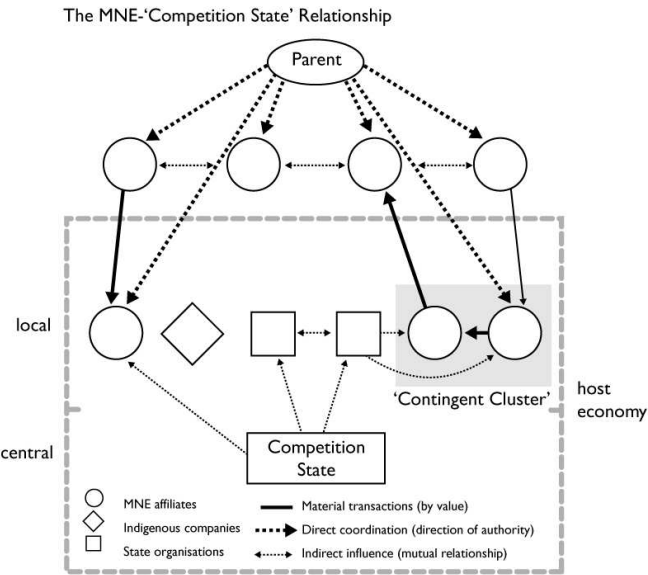 The MNE-‘Competition State’ Relationship
Parent
local
‘Contingent Cluster’
host
economy
central
Competition
State
MNE affiliates
Indigenous companies
State organisations
Material transactions (by value)
Direct coordination (direction of authority)
Indirect influence (mutual relationship)